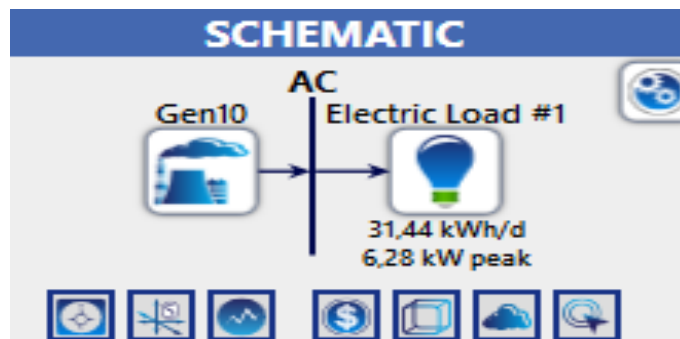 SCHEMATIC
AC
Gen10
Electric Load #1
31,44 kWh/d
6,28 kW peak